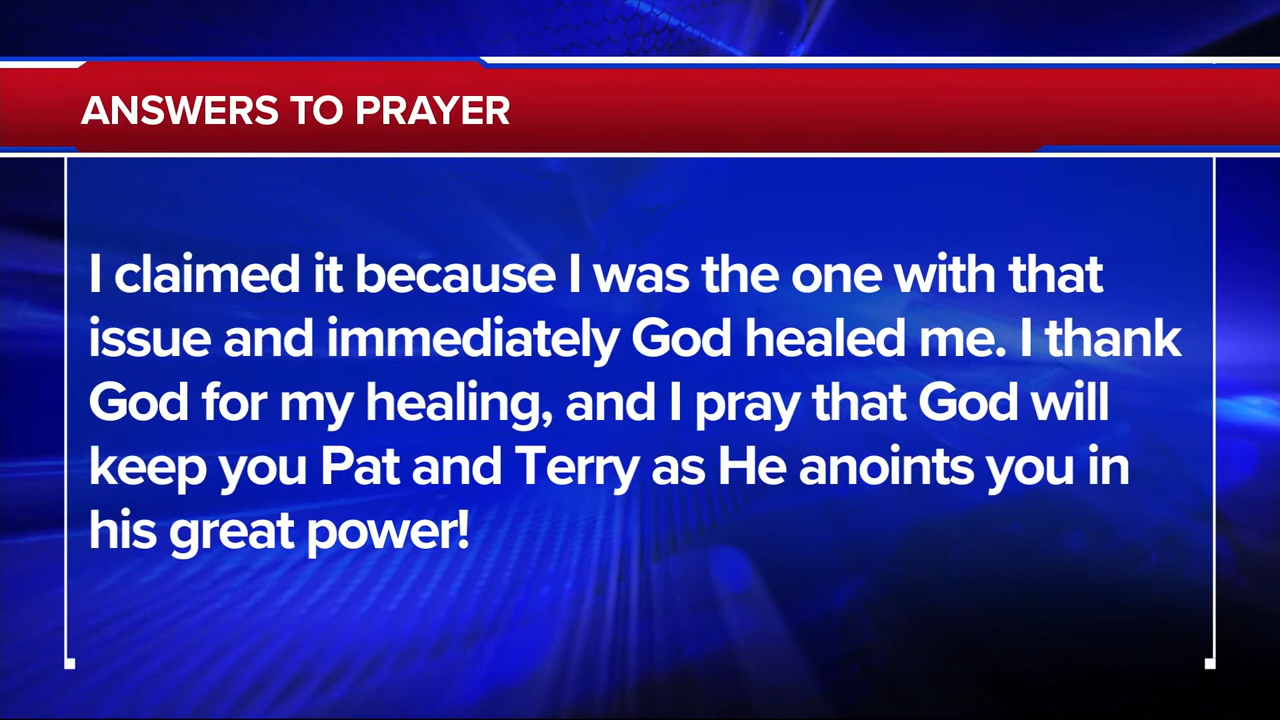 ANSWERS TO PRAYER
I claimed it because I was the one with that
issue and immediately God healed me. I thank
God for my healing, and I pray that God will
keep you Pat and Terry as He anoints you in
his great power!